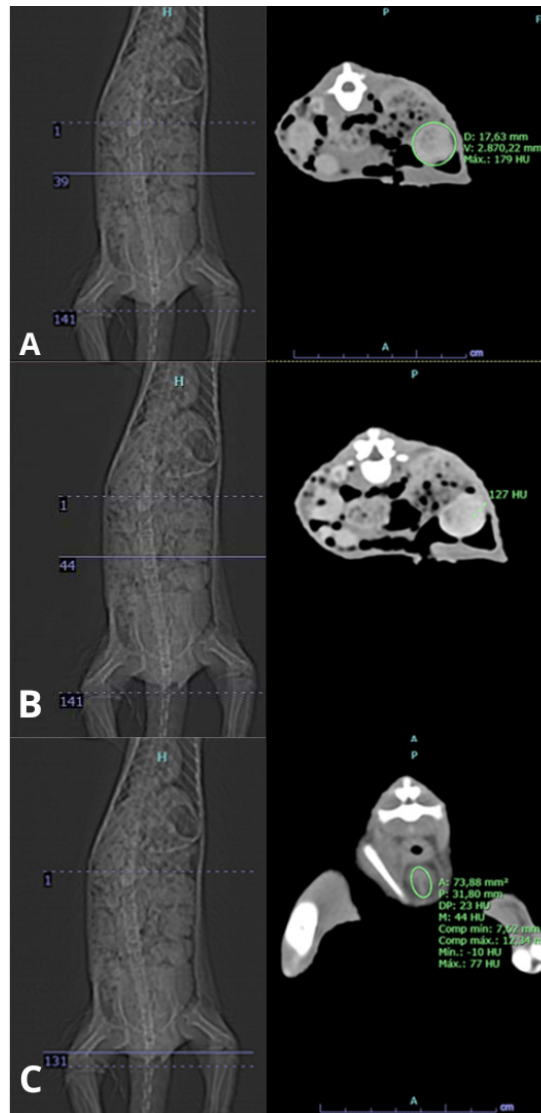 H
1
39
141
A
P
F
D: 17,63 mm
V: 2.870,22 mm
Máx.: 179 HU
A
cm
H
1
44
141
B
P
127 HU
A
H
1
131
C
P
A: 73,88 mm²
P: 31,80 mm
DP: 23 HU
M: 44 HU
Comp mín: 7,67 mm
Comp máx.: 12,34 m
Mín.: -10 HU
Máx.: 77 HU
A
cm